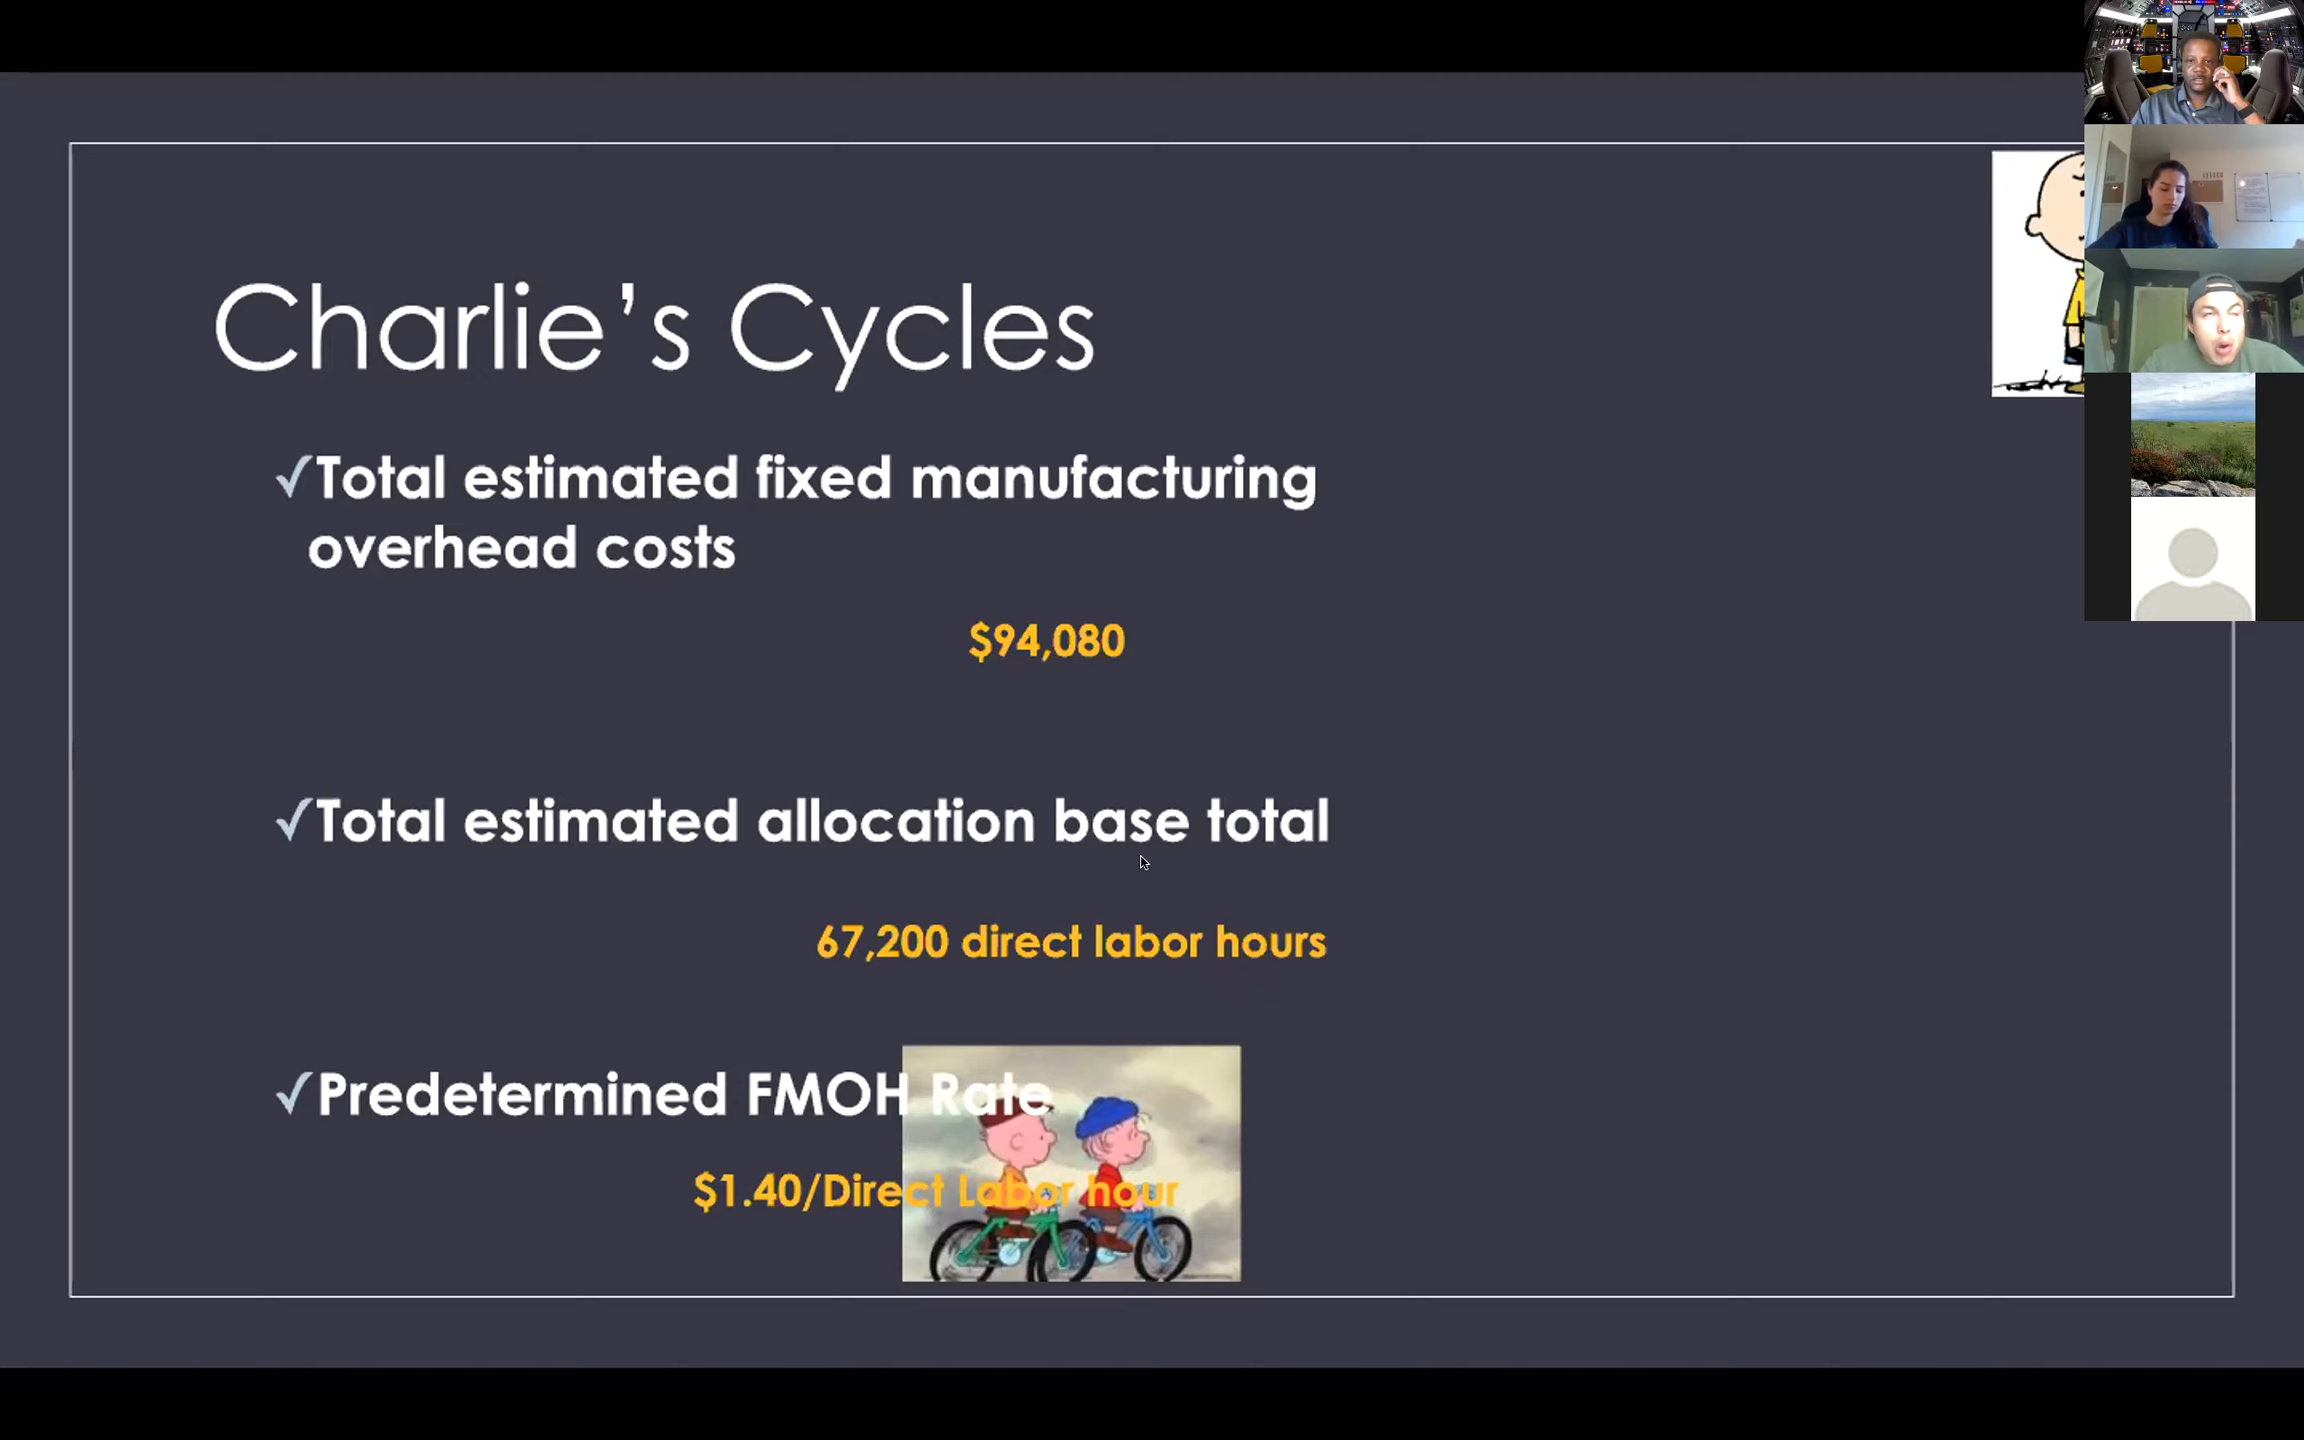 Charlie’s Cycles
✓Total estimated fixed manufacturing
overhead costs
$94,080
✓Total estimated allocation base total
67,200 direct labor hours
✓Predetermined FMOH Rate
$1.40/Direct Labor hour